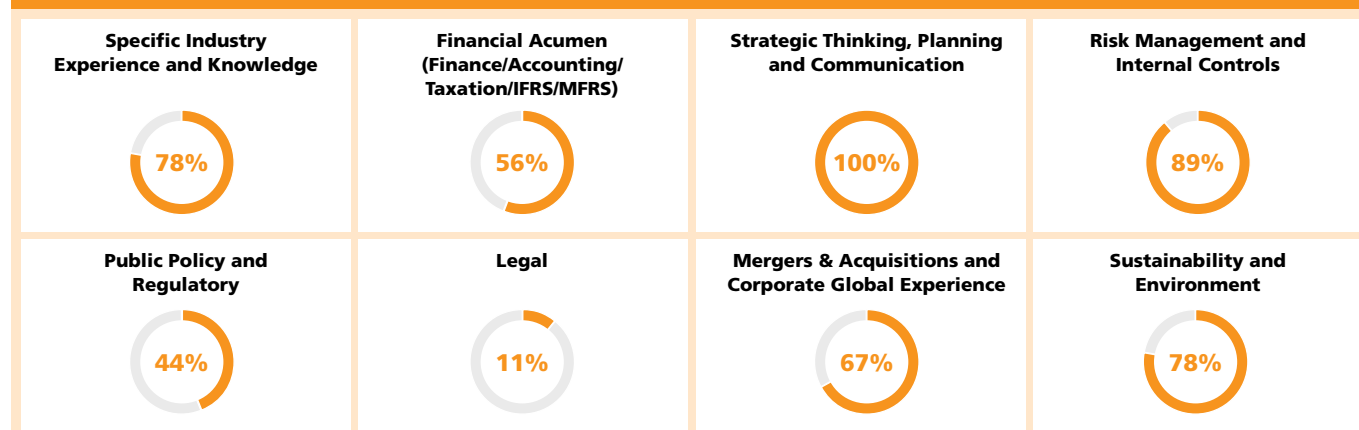 Specific Industry
Experience and Knowledge
78%
Financial Acumen
(Finance/Accounting/
Taxation/IFRS/MFRS)
56%
Strategic Thinking, Planning
and Communication
100%
Risk Management and
Internal Controls
89%
Public Policy and
Regulatory
44%
Legal
11%
Mergers & Acquisitions and
Corporate Global Experience
67%
Sustainability and
Environment
78%